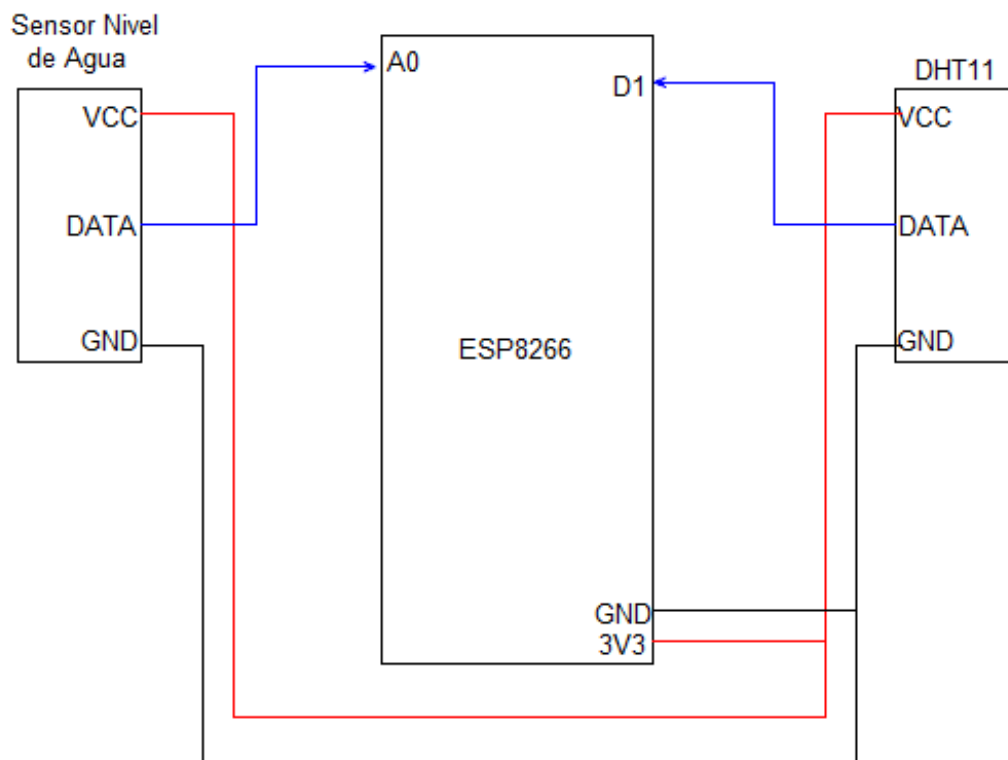 Sensor Nivel
de Agua
VCC
DATA
GND
A0
D1
ESP8266
GND
3V3
DHT11
VCC
DATA
GND